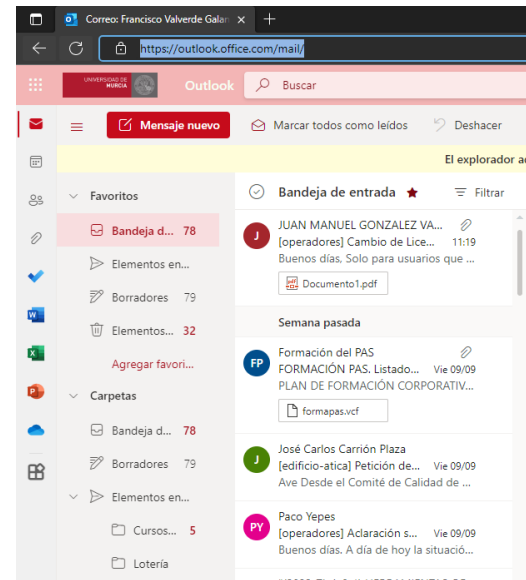 Correo: Francisco Valverde Galan
https://outlook.office.com/mail/
UNIVERSIDAD DE
MURCIA
Outlook
Buscar
Mensaje nuevo
Marcar todos como leídos
Deshacer
El explorador a
Favoritos
Bandeja d... 78
Elementos en...
Borradores 79
Elementos... 32
Agregar favori...
Carpetas
Bandeja d... 78
Borradores 79
Elementos en...
Cursos... 5
Lotería
Bandeja de entrada
Filtrar
J
JUAN MANUEL GONZALEZ VA...
[operadores] Cambio de Lice... 11:19
Buenos días, Solo para usuarios que ...
Documento1.pdf
Semana pasada
FP
Formación del PAS
FORMACIÓN PAS. Listado... Vie 09/09
PLAN DE FORMACIÓN CORPORATIV...
formapas.vcf
J
José Carlos Carrión Plaza
[edificio-atica] Petición de... Vie 09/09
Ave Desde el Comité de Calidad de ...
PY
Paco Yepes
[operadores] Aclaración s... Vie 09/09
Buenos días. A día de hoy la situació...